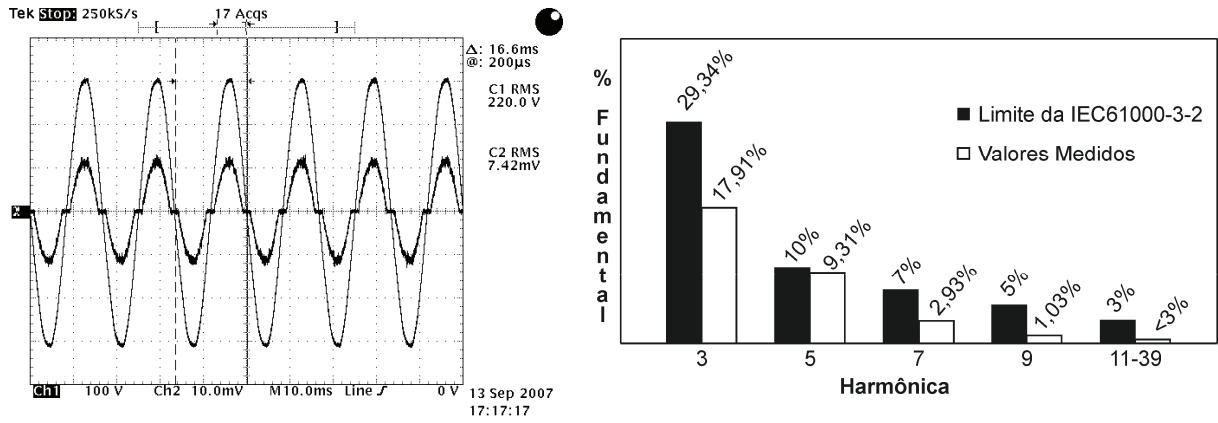 Tek Stop: 250kS/s 17 Acqs
Δ: 16.6ms
@: 200μs
C1 RMS
220.0 V
C2 RMS
7.42mV
Ch1 100 V Ch2 10.0mV M10.0ms Line 0 V
13 Sep 2007
17:17:17
% Fundamental
29,34%
17,91%
10%
9,31%
7%
2,93%
5%
1,03%
3%
<3%
Limite da IEC61000-3-2
Valores Medidos
3 5 7 9 11-39
Harmônica